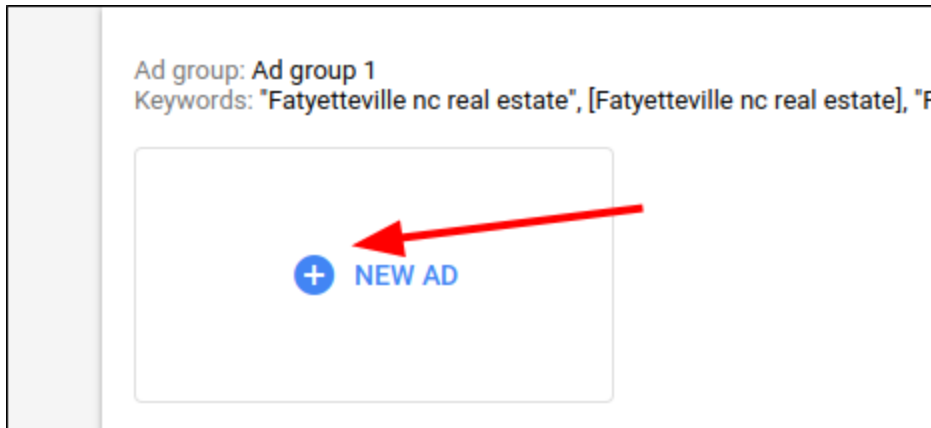 Ad group: Ad group 1
Keywords: "Fatyetteville nc real estate", [Fatyetteville nc real estate], "F
NEW AD